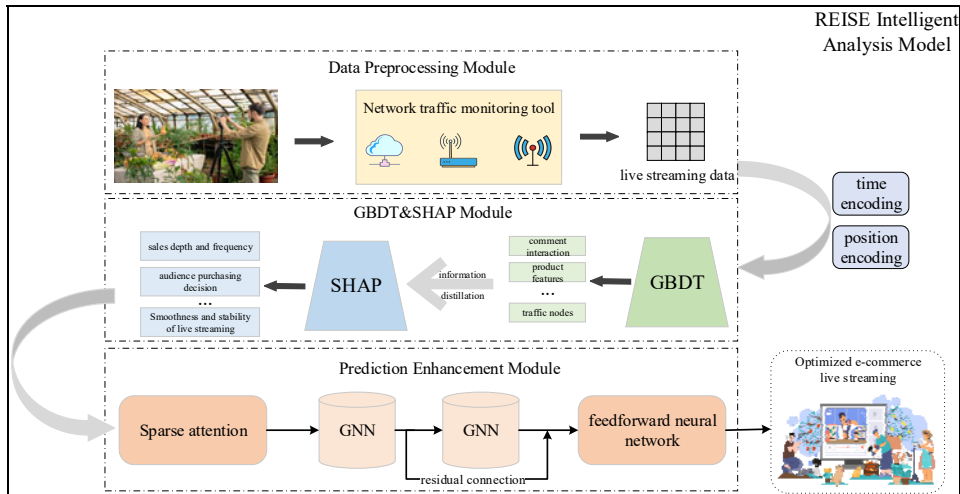 REISE Intelligent
Analysis Model
Data Preprocessing Module
Network traffic monitoring tool
live streaming data
time
encoding
position
encoding
GBDT&SHAP Module
sales depth and frequency
audience purchasing
decision
...
Smoothness and stability
of live streaming
SHAP
information
distillation
comment
interaction
product
features
...
traffic nodes
GBDT
Prediction Enhancement Module
Sparse attention
GNN
GNN
residual connection
feedforward neural
network
Optimized e-commerce
live streaming